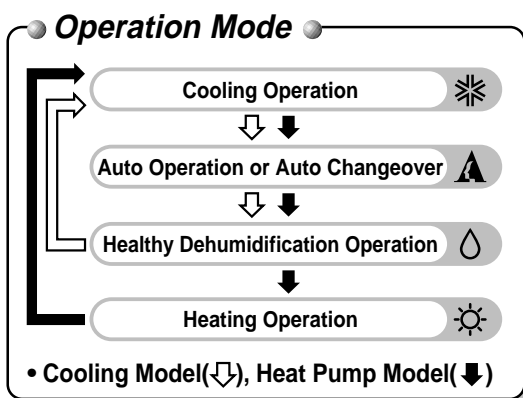 Operation Mode
Cooling Operation
Auto Operation or Auto Changeover
Healthy Dehumidification Operation
Heating Operation
• Cooling Model(⇩), Heat Pump Model(⬇)